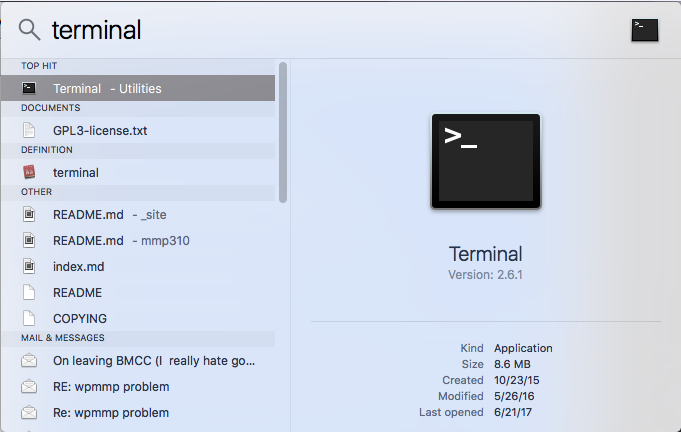 terminal
TOP HIT
Terminal - Utilities
DOCUMENTS
GPL3-license.txt
DEFINITION
terminal
OTHER
README.md - _site
README.md - mmp310
index.md
README
COPYING
MAIL & MESSAGES
On leaving BMCC (I really hate go...
RE: wpmmp problem
Re: wpmmp problem
>_
Terminal
Version: 2.6.1
Kind Application
Size 8.6 MB
Created 10/23/15
Modified 5/26/16
Last opened 6/21/17